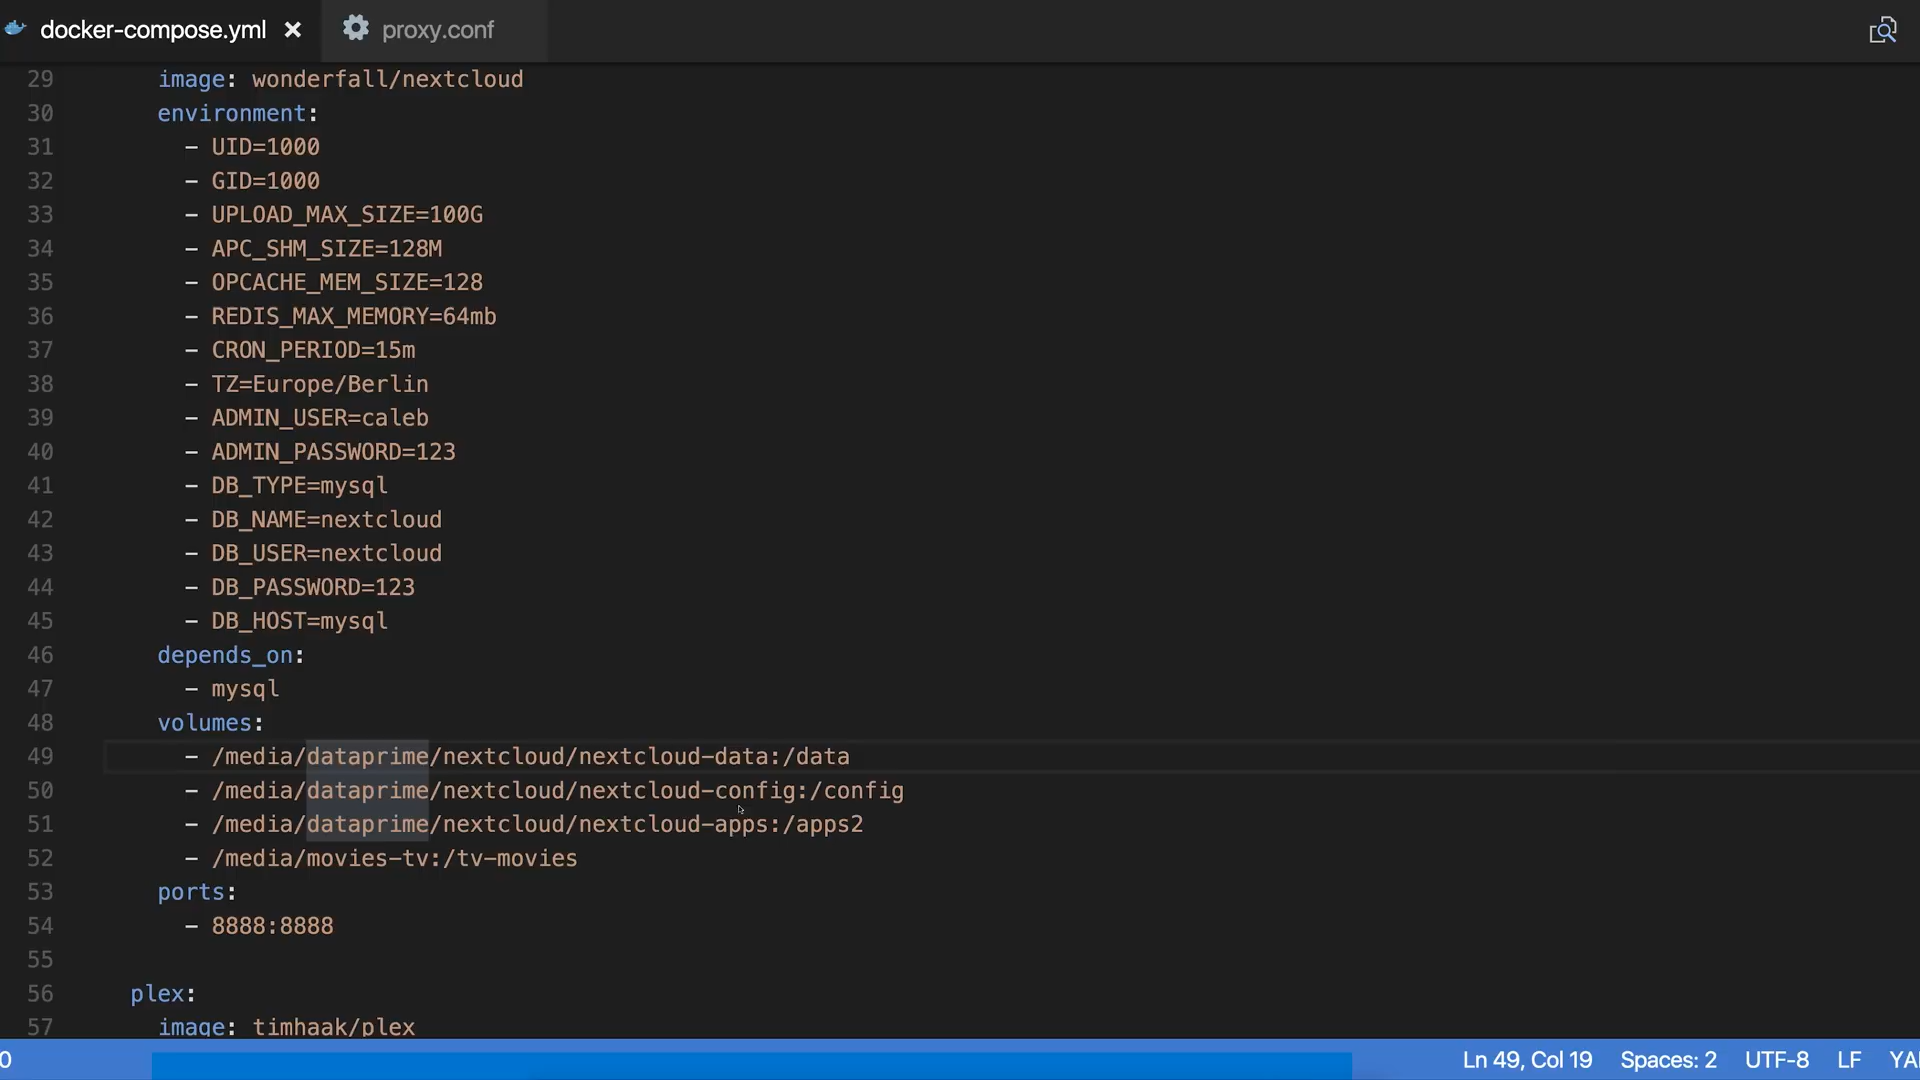 docker-compose.yml
proxy.conf
29 image: wonderfall/nextcloud
30 environment:
31 - UID=1000
32 - GID=1000
33 - UPLOAD_MAX_SIZE=100G
34 - APC_SHM_SIZE=128M
35 - OPCACHE_MEM_SIZE=128
36 - REDIS_MAX_MEMORY=64mb
37 - CRON_PERIOD=15m
38 - TZ=Europe/Berlin
39 - ADMIN_USER=caleb
40 - ADMIN_PASSWORD=123
41 - DB_TYPE=mysql
42 - DB_NAME=nextcloud
43 - DB_USER=nextcloud
44 - DB_PASSWORD=123
45 - DB_HOST=mysql
46 depends_on:
47 - mysql
48 volumes:
49 - /media/dataprime/nextcloud/nextcloud-data:/data
50 - /media/dataprime/nextcloud/nextcloud-config:/config
51 - /media/dataprime/nextcloud/nextcloud-apps:/apps2
52 - /media/movies-tv:/tv-movies
53 ports:
54 - 8888:8888
55
56 plex:
57 image: timhaak/plex
0 Ln 49, Col 19 Spaces: 2 UTF-8 LF YA